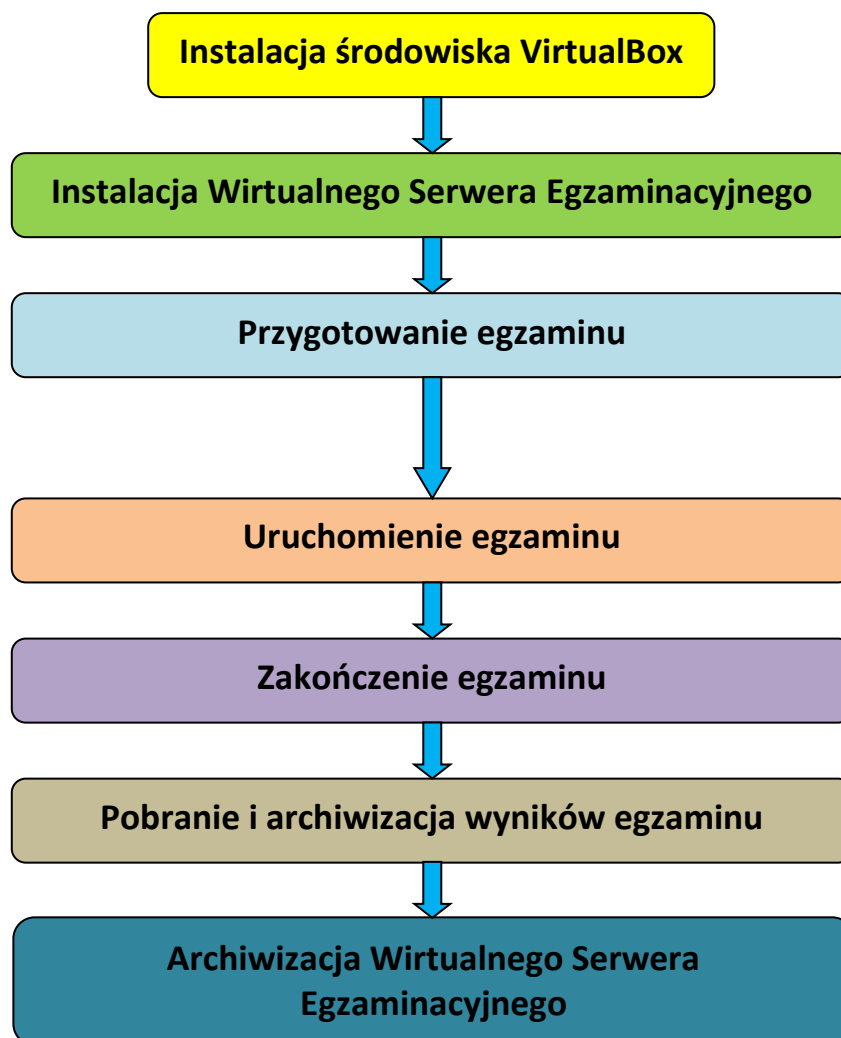 Instalacja środowiska VirtualBox
Instalacja Wirtualnego Serwera Egzaminacyjnego
Przygotowanie egzaminu
Uruchomienie egzaminu
Zakończenie egzaminu
Pobranie i archiwizacja wyników egzaminu
Archiwizacja Wirtualnego Serwera
Egzaminacyjnego